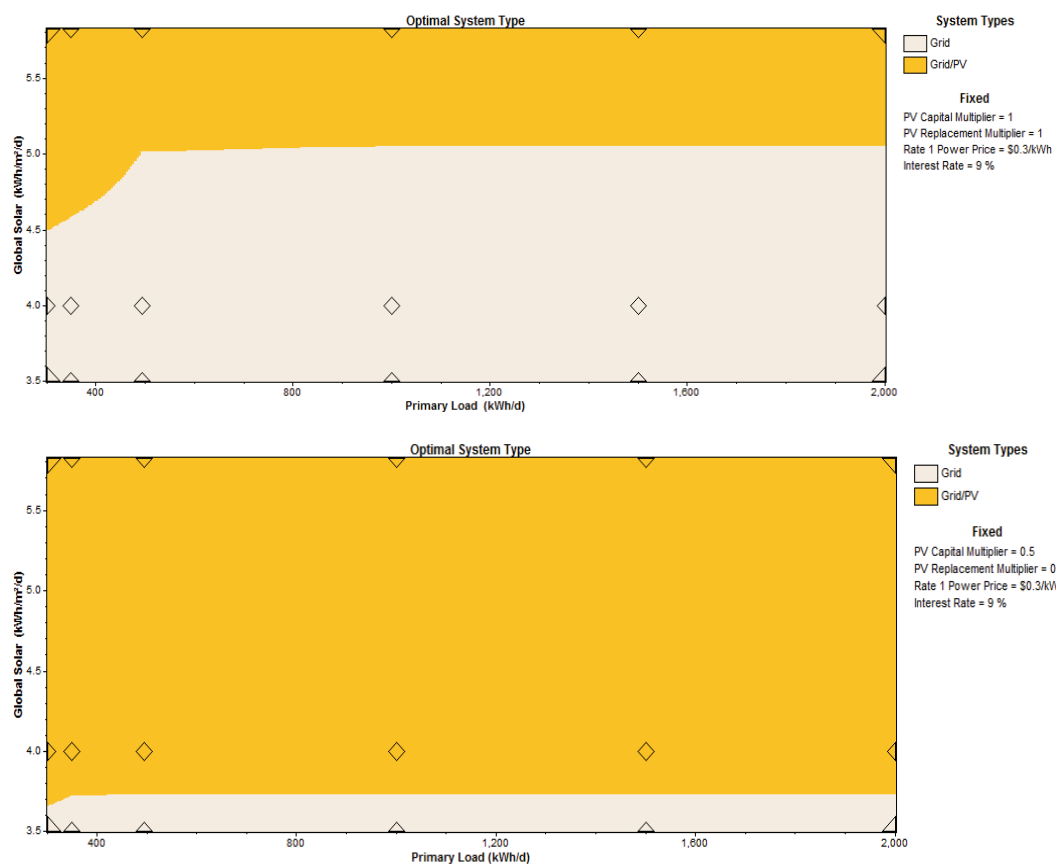 Optimal System Type
System Types
Grid
Grid/PV
Fixed
PV Capital Multiplier = 1
PV Replacement Multiplier = 1
Rate 1 Power Price = $0.3/kWh
Interest Rate = 9 %
Global Solar (kWh/m²/d)
5.5
5.0
4.5
4.0
3.5
400
800
1,200
1,600
2,000
Primary Load (kWh/d)
Optimal System Type
System Types
Grid
Grid/PV
Fixed
PV Capital Multiplier = 0.5
PV Replacement Multiplier = 0
Rate 1 Power Price = $0.3/kW
Interest Rate = 9 %
Global Solar (kWh/m²/d)
5.5
5.0
4.5
4.0
3.5
400
800
1,200
1,600
2,000
Primary Load (kWh/d)